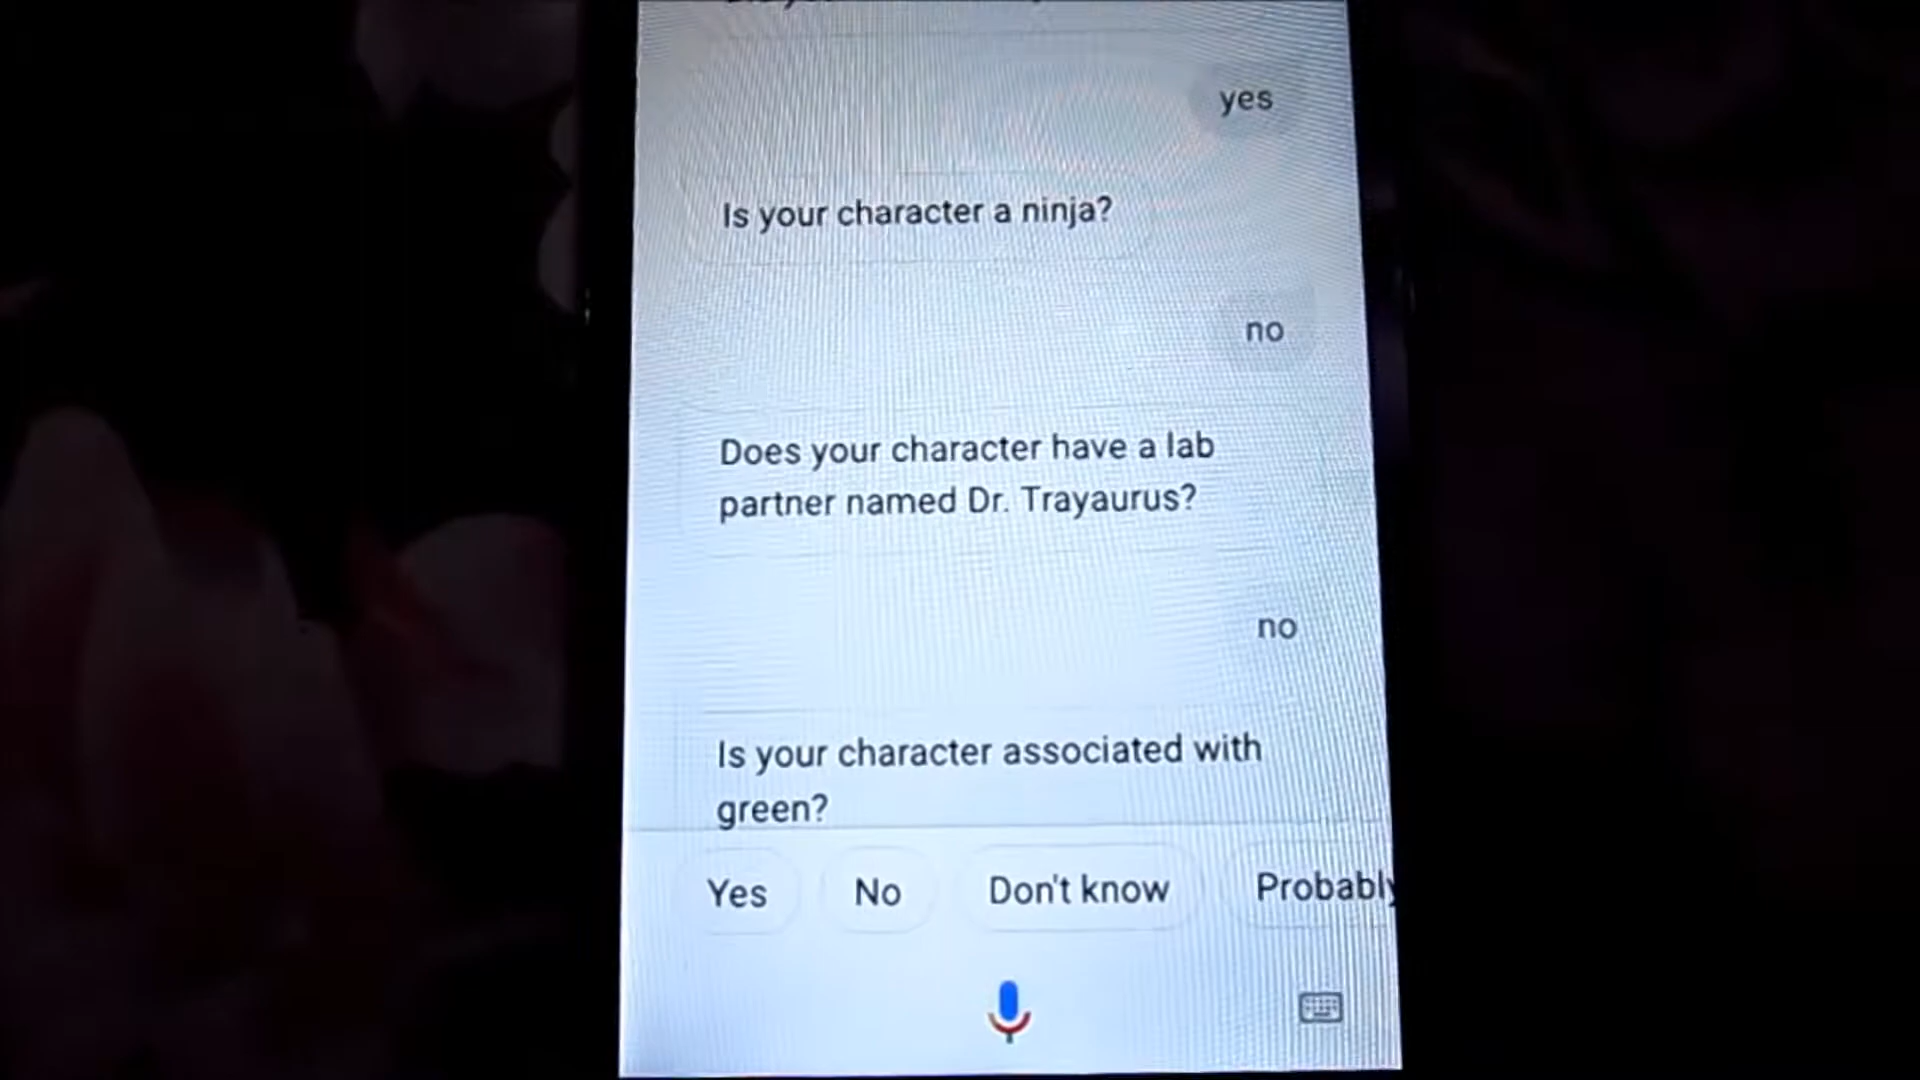 yes
Is your character a ninja?
no
Does your character have a lab
partner named Dr. Trayaurus?
no
Is your character associated with
green?
Yes No Don't know Probably